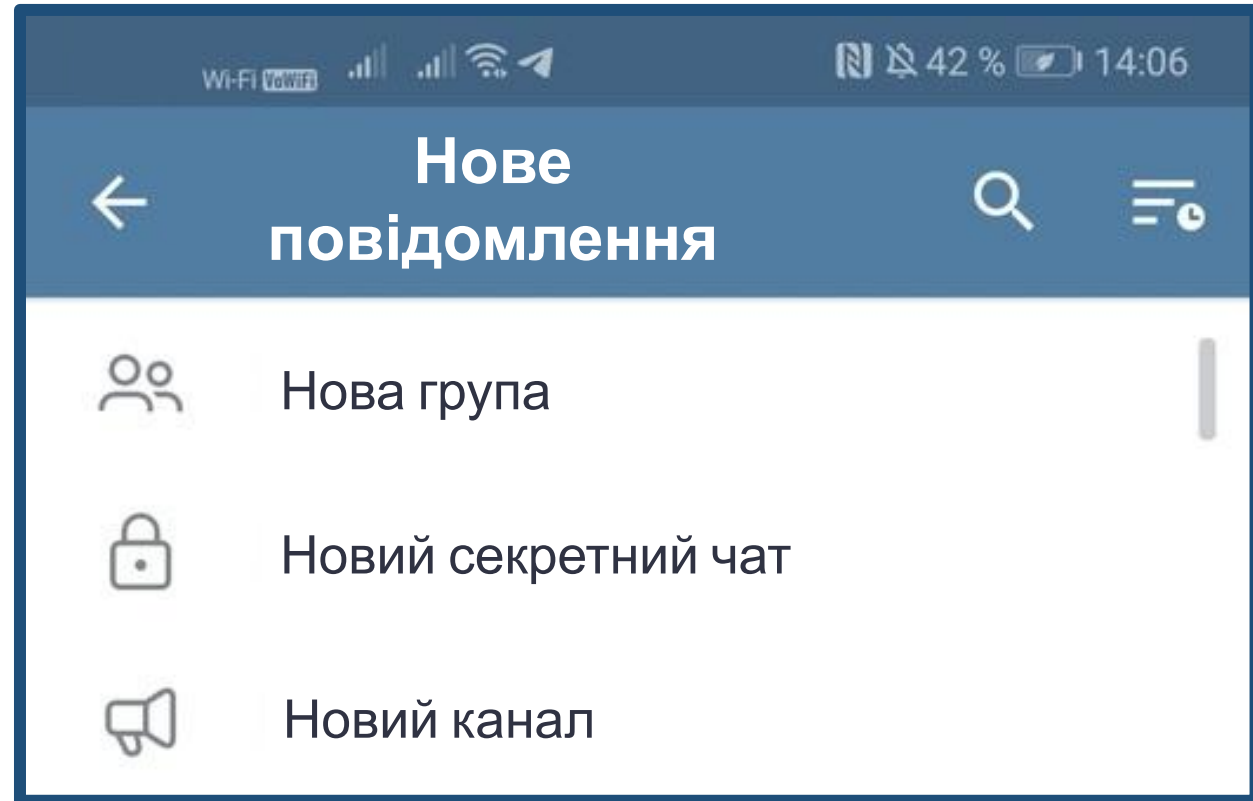 Wi-Fi VoWiFi 42 % 14:06
Нове
повідомлення
Нова група
Новий секретний чат
Новий канал